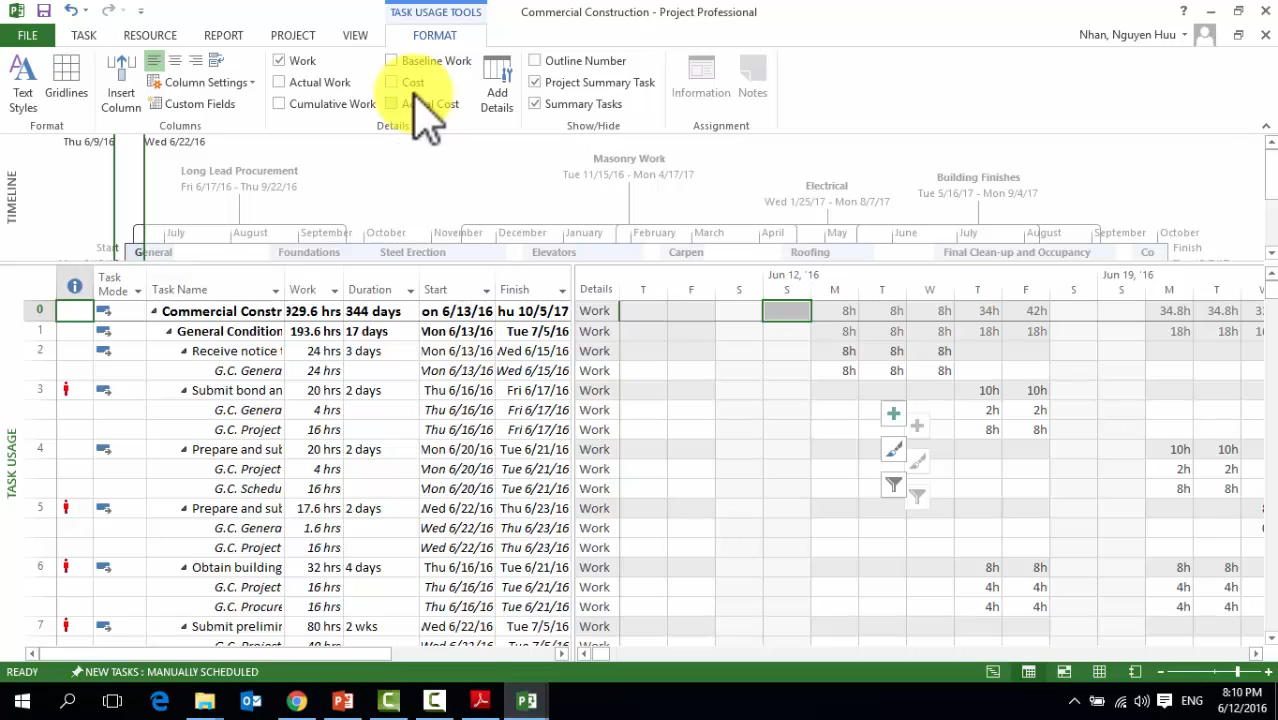 TASK USAGE TOOLS
Commercial Construction - Project Professional
FILE TASK RESOURCE REPORT PROJECT VIEW FORMAT
Nhan, Nguyen Huu
Text Styles
Gridlines
Format
Insert Column
Column Settings
Custom Fields
Columns
Work
Actual Work
Cumulative Work
Baseline Work
Cost
Cost
Add Details
Details
Outline Number
Project Summary Task
Summary Tasks
Show/Hide
Information
Notes
Assignment
TIMELINE
Thu 6/9/16
Wed 6/22/16
Long Lead Procurement
Fri 6/17/16 - Thu 9/22/16
Masonry Work
Tue 11/15/16 - Mon 4/17/17
Electrical
Wed 1/25/17 - Mon 8/7/17
Building Finishes
Tue 5/16/17 - Mon 9/4/17
July August September October November December January February March April May June July August September October
Start
Finish
General Foundations Steel Erection Elevators Carpen Roofing Final Clean-up and Occupancy Co
TASK USAGE
Task Mode Task Name Work Duration Start Finish Details
Jun 12, '16 Jun 19, '16
T F S S M T W T F S S M T W
0 Commercial Constr 929.6 hrs 344 days on 6/13/16 hu 10/5/17 Work 8h 8h 8h 34h 42h 34.8h 34.8h
1 General Condition 193.6 hr 17 days Mon 6/13/16 Tue 7/5/16 Work 8h 8h 8h 18h 18h 18h 18h
2 Receive notice t 24 hrs 3 days Mon 6/13/16 Wed 6/15/16 Work 8h 8h 8h
G.C. Genera 24 hrs Mon 6/13/16 Wed 6/15/16 Work 8h 8h 8h
3 Submit bond an 20 hrs 2 days Thu 6/16/16 Fri 6/17/16 Work 10h 10h
G.C. Genera 4 hrs Thu 6/16/16 Fri 6/17/16 Work 2h 2h
G.C. Project 16 hrs Thu 6/16/16 Fri 6/17/16 Work 8h 8h
4 Prepare and sub 20 hrs 2 days Mon 6/20/16 Tue 6/21/16 Work 10h 10h
G.C. Project 4 hrs Mon 6/20/16 Tue 6/21/16 Work 2h 2h
G.C. Schedu 16 hrs Mon 6/20/16 Tue 6/21/16 Work 8h 8h
5 Prepare and sub 17.6 hrs 2 days Wed 6/22/16 Thu 6/23/16 Work
G.C. Genera 1.6 hrs Wed 6/22/16 Thu 6/23/16 Work
G.C. Project 16 hrs Wed 6/22/16 Thu 6/23/16 Work
6 Obtain building 32 hrs 4 days Thu 6/16/16 Tue 6/21/16 Work 8h 8h 8h 8h
G.C. Project 16 hrs Thu 6/16/16 Tue 6/21/16 Work 4h 4h 4h 4h
G.C. Procure 16 hrs Thu 6/16/16 Tue 6/21/16 Work 4h 4h 4h 4h
7 Submit prelimi 80 hrs 2 wks Wed 6/22/16 Tue 7/5/16 Work
G.C. Project 40 hrs Wed 6/22/16 Tue 7/5/16 Work
READY NEW TASKS : MANUALLY SCHEDULED
ENG
8:10 PM
6/12/2016